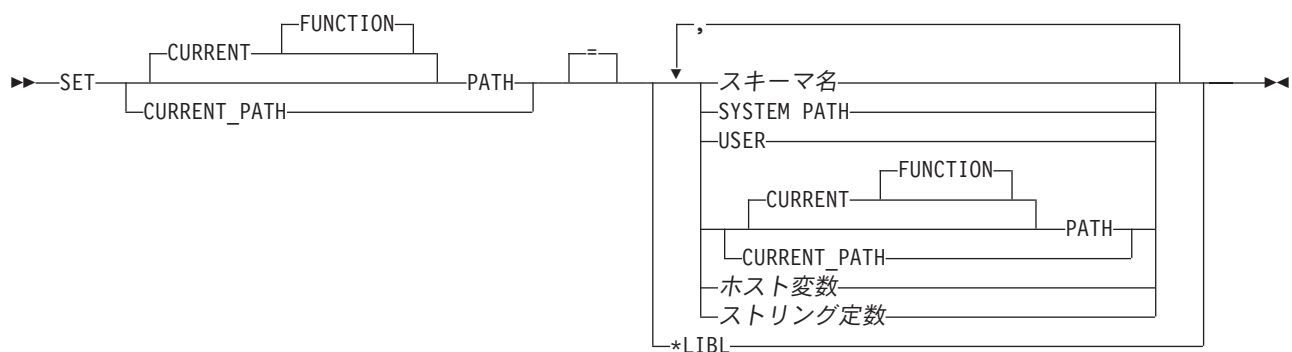 FUNCTION
CURRENT = ,
SET PATH スキーマ名
CURRENT_PATH SYSTEM PATH
USER
FUNCTION
CURRENT
PATH
CURRENT_PATH
ホスト変数
ストリング定数
*LIBL